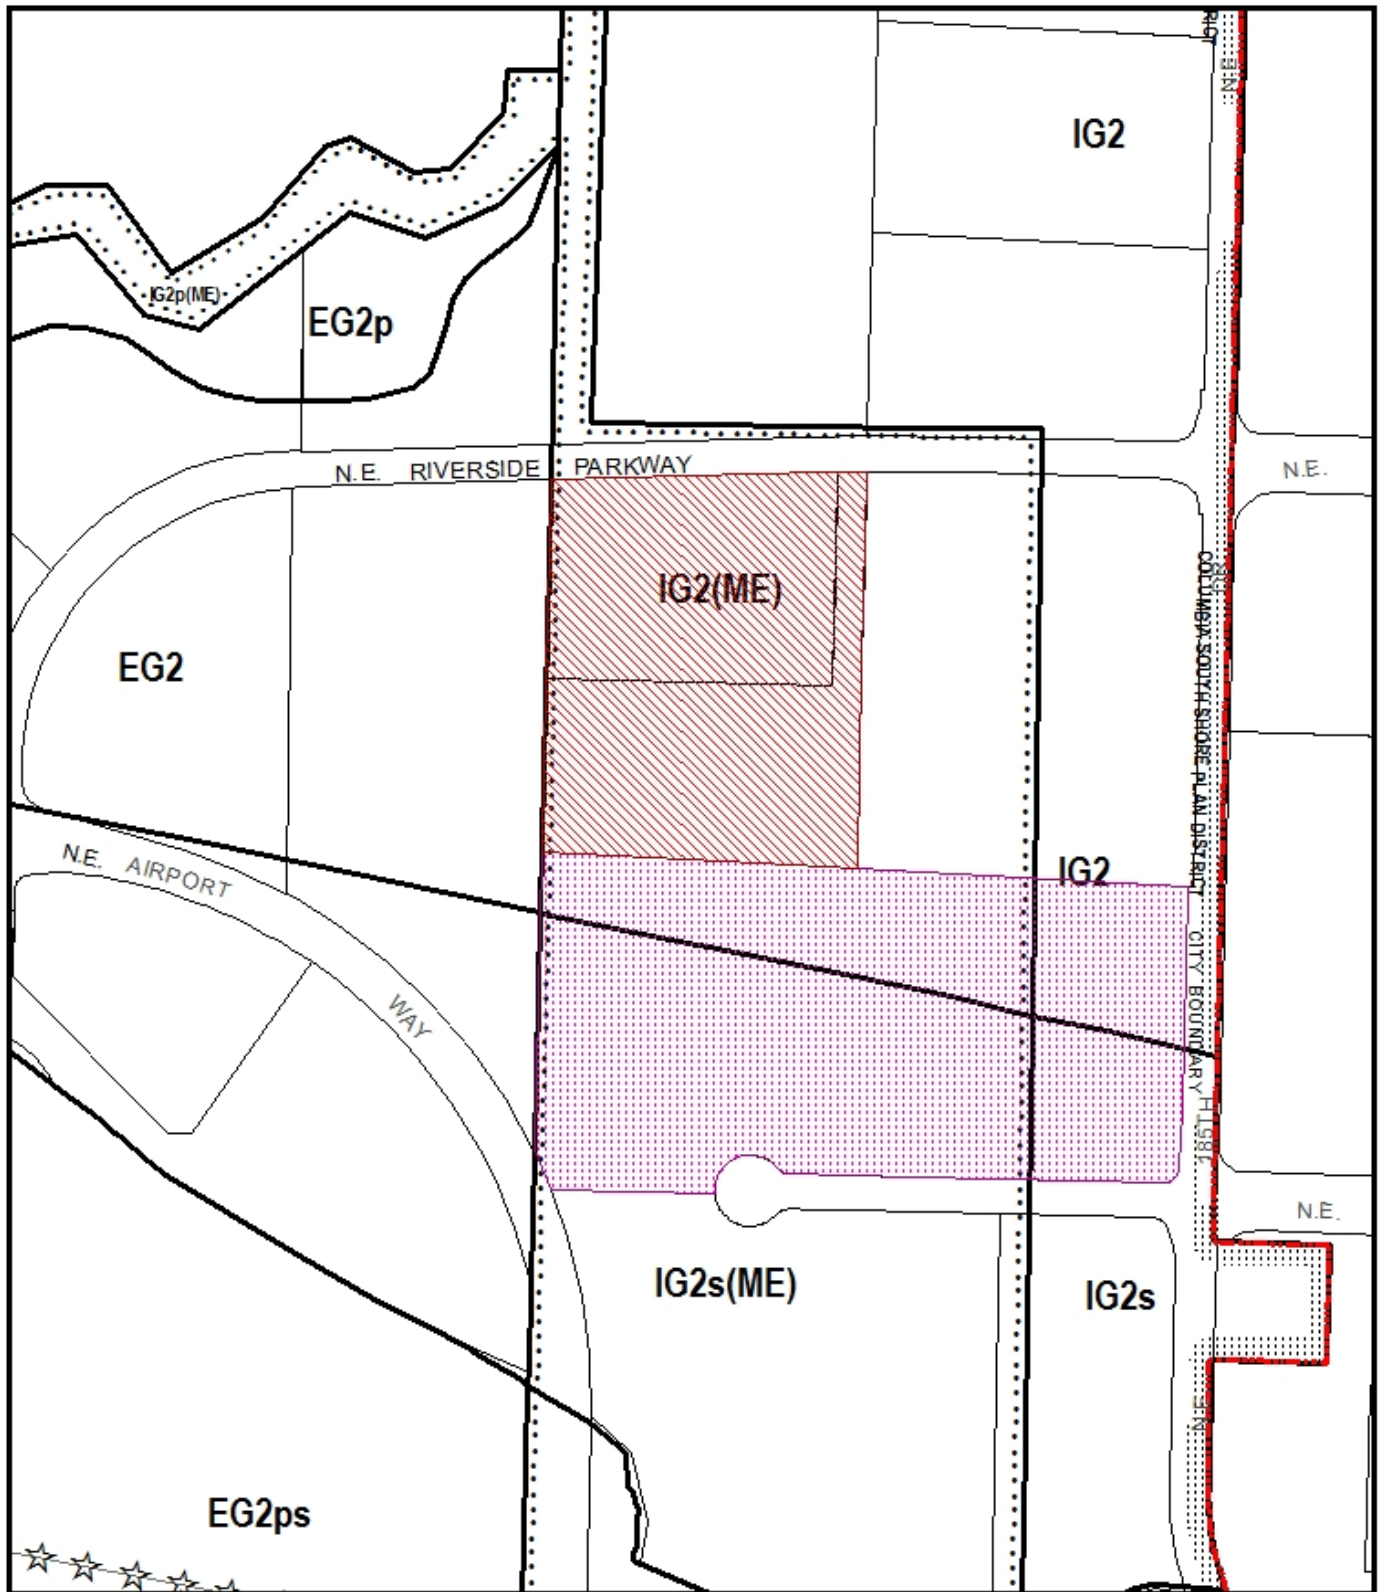 IG2
N.E.
IG2p(ME)
EG2p
N.E. RIVERSIDE PARKWAY
N.E.
IG2(ME)
EG2
COLUMBIA SOUTH SHORE PLAN DISTRICT
IG2
N.E. AIRPORT WAY
CITY BOUNDARY
185TH
N.E.
IG2s(ME)
IG2s
N.E.
EG2ps